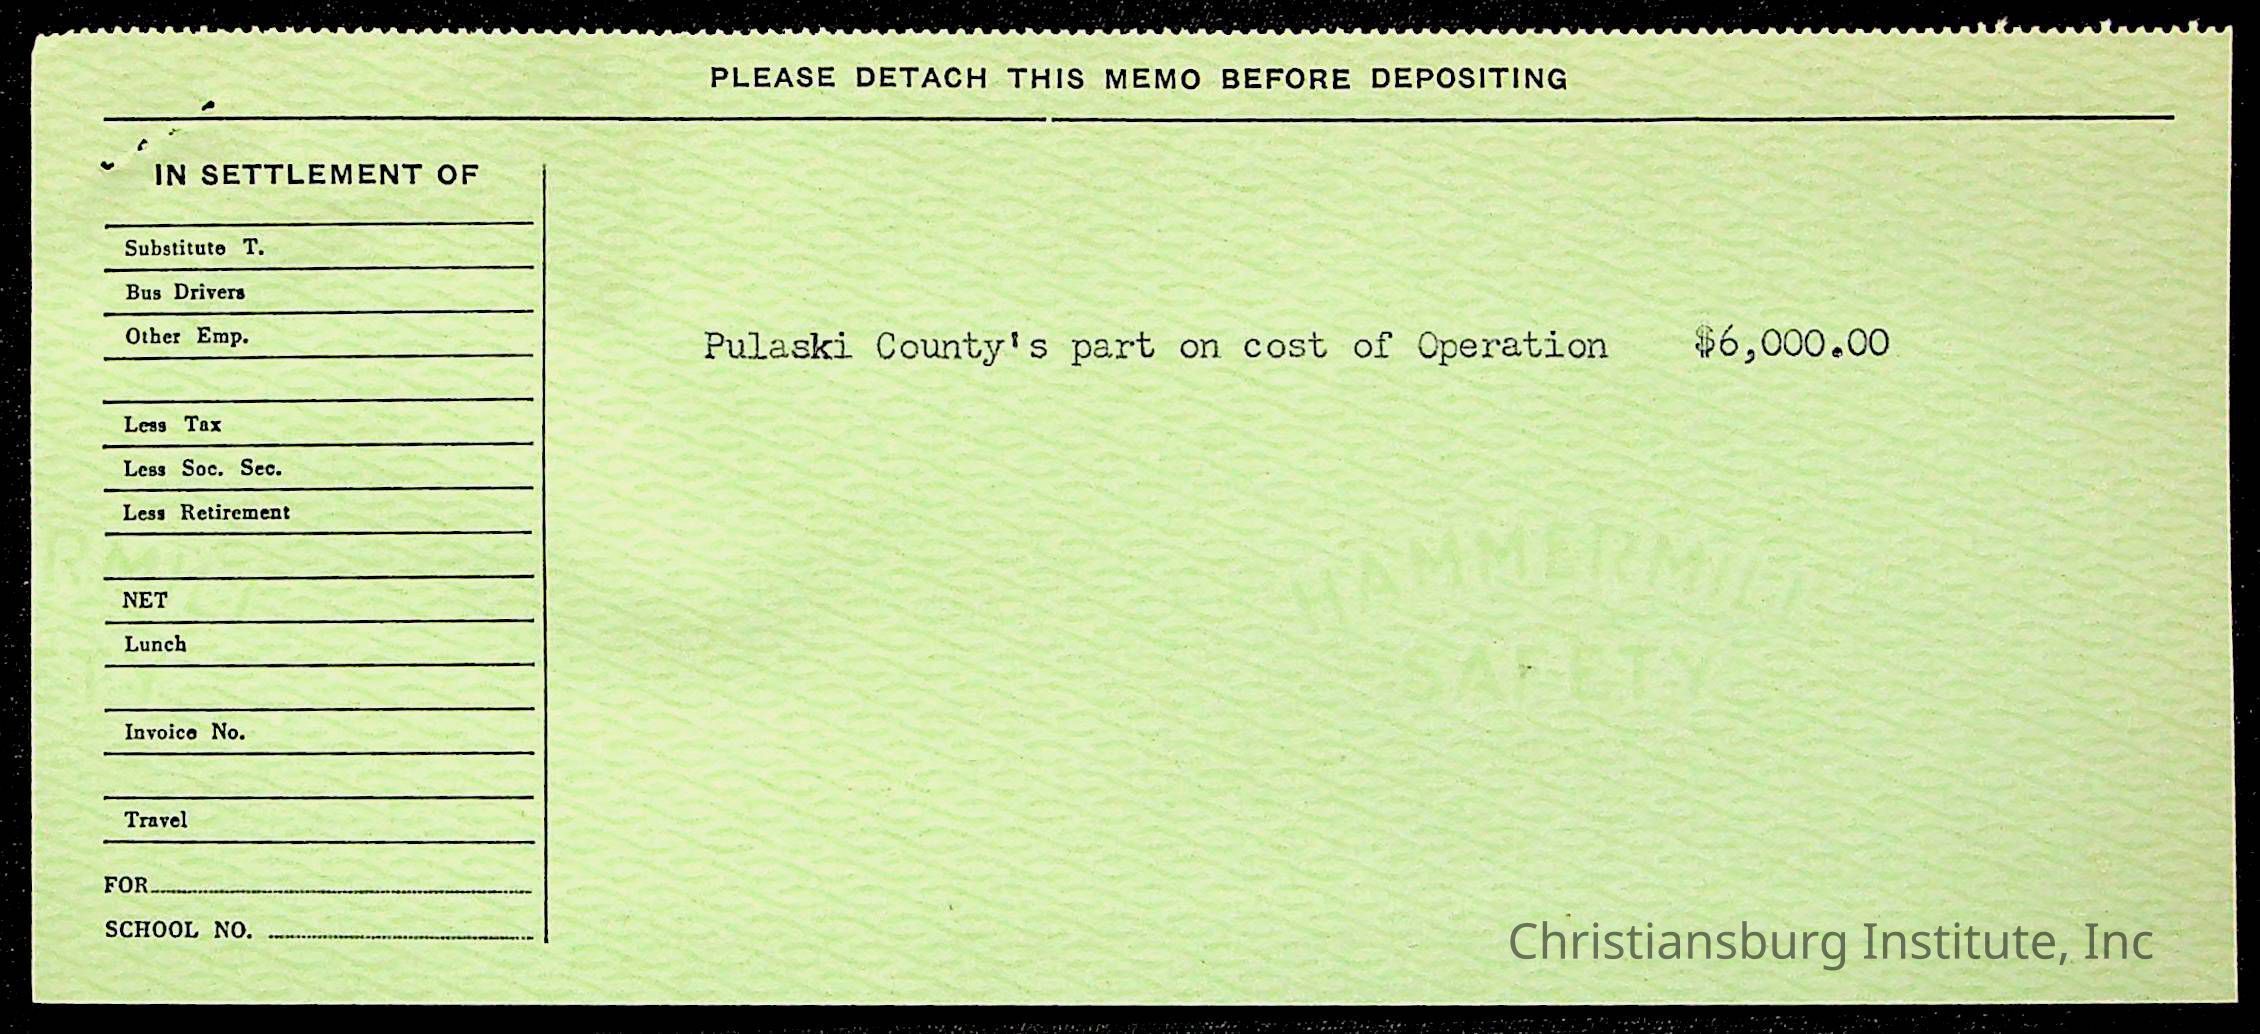 PLEASE DETACH THIS MEMO BEFORE DEPOSITING
IN SETTLEMENT OF
Substitute T.
Bus Drivers
Other Emp.
Pulaski County's part on cost of Operation $6,000.00
Less Tax
Less Soc. Sec.
Less Retirement
NET
Lunch
Invoice No.
Travel
FOR
SCHOOL NO.
HAMMERMILL
SAFETY
Christiansburg Institute, Inc